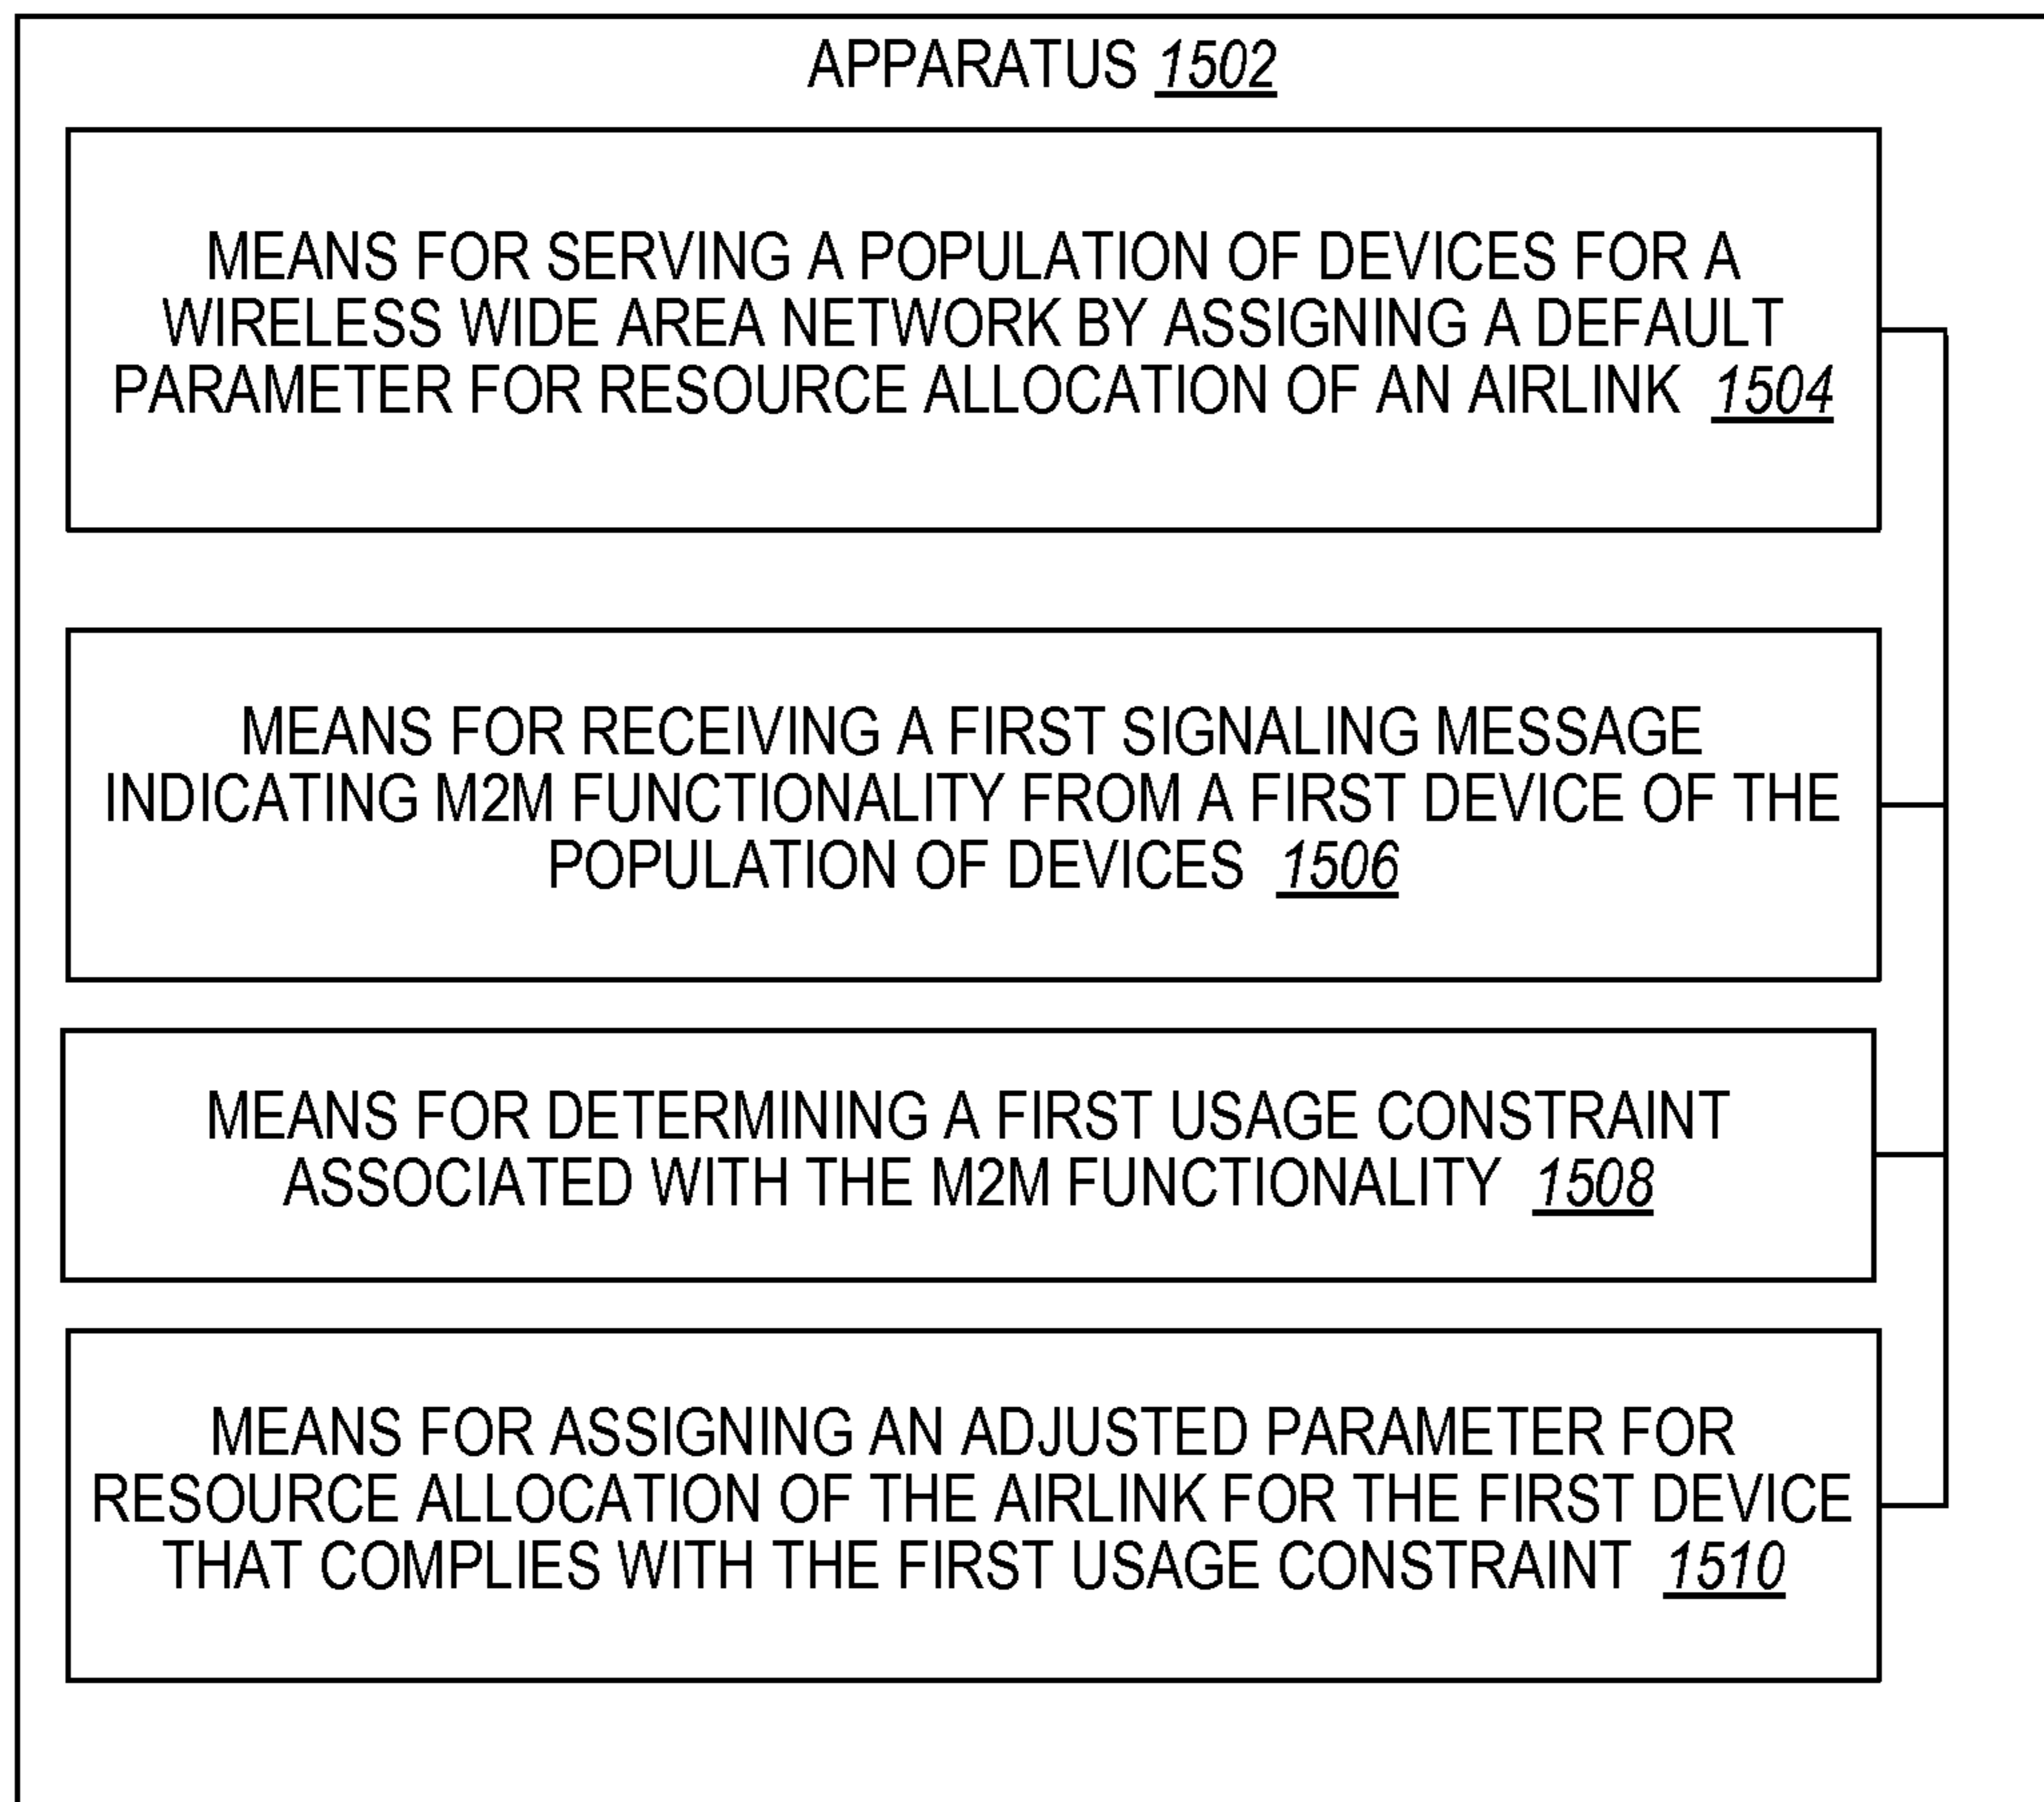 APPARATUS 1502
MEANS FOR SERVING A POPULATION OF DEVICES FOR A
WIRELESS WIDE AREA NETWORK BY ASSIGNING A DEFAULT
PARAMETER FOR RESOURCE ALLOCATION OF AN AIRLINK 1504
MEANS FOR RECEIVING A FIRST SIGNALING MESSAGE
INDICATING M2M FUNCTIONALITY FROM A FIRST DEVICE OF THE
POPULATION OF DEVICES 1506
MEANS FOR DETERMINING A FIRST USAGE CONSTRAINT
ASSOCIATED WITH THE M2M FUNCTIONALITY 1508
MEANS FOR ASSIGNING AN ADJUSTED PARAMETER FOR
RESOURCE ALLOCATION OF THE AIRLINK FOR THE FIRST DEVICE
THAT COMPLIES WITH THE FIRST USAGE CONSTRAINT 1510